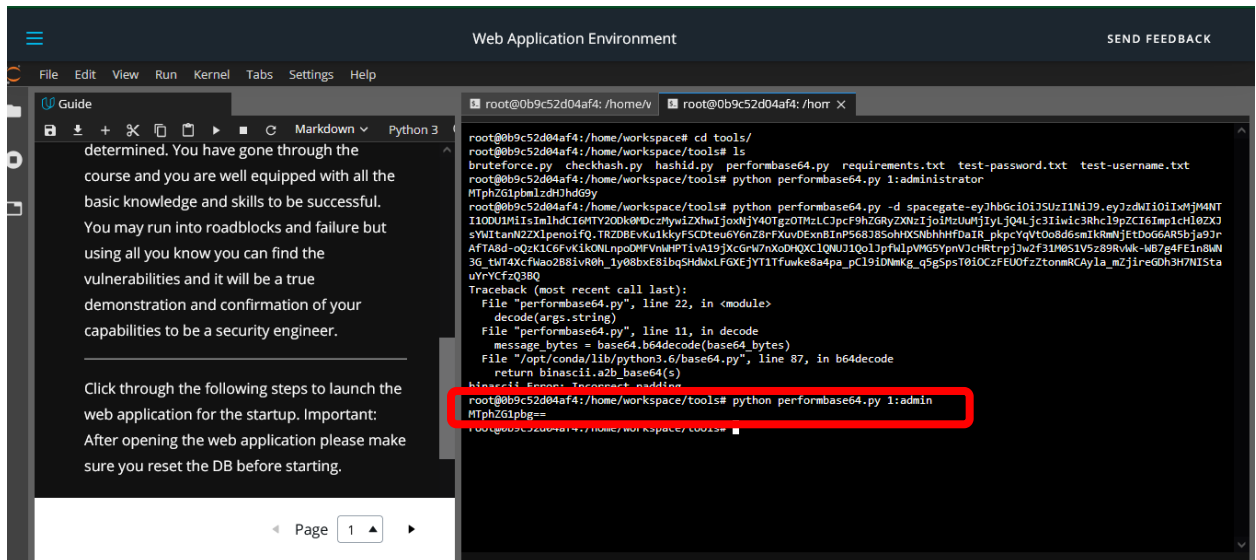 Web Application Environment
SEND FEEDBACK
File Edit View Run Kernel Tabs Settings Help
Guide
Markdown Python 3
determined. You have gone through the
course and you are well equipped with all the
basic knowledge and skills to be successful.
You may run into roadblocks and failure but
using all you know you can find the
vulnerabilities and it will be a true
demonstration and confirmation of your
capabilities to be a security engineer.
Click through the following steps to launch the
web application for the startup. Important:
After opening the web application please make
sure you reset the DB before starting.
Page 1
root@0b9c52d04af4: /home/v
root@0b9c52d04af4: /hom
root@0b9c52d04af4:/home/workspace# cd tools/
root@0b9c52d04af4:/home/workspace/tools# ls
bruteforce.py checkhash.py hashid.py performbase64.py requirements.txt test-password.txt test-username.txt
root@0b9c52d04af4:/home/workspace/tools# python performbase64.py 1:administrator
MTphZG1pbmlzdHJhdG9y
root@0b9c52d04af4:/home/workspace/tools# python performbase64.py -d
Traceback (most recent call last):
File "performbase64.py", line 22, in <module>
decode(args.string)
File "performbase64.py", line 11, in decode
message_bytes = base64.b64decode(base64_bytes)
File "/opt/conda/lib/python3.6/base64.py", line 87, in b64decode
return binascii.a2b_base64(s)
binascii.Error: Incorrect padding
root@0b9c52d04af4:/home/workspace/tools# python performbase64.py 1:admin
MTphZG1pbg==
root@0b9c52d04af4:/home/workspace/tools#